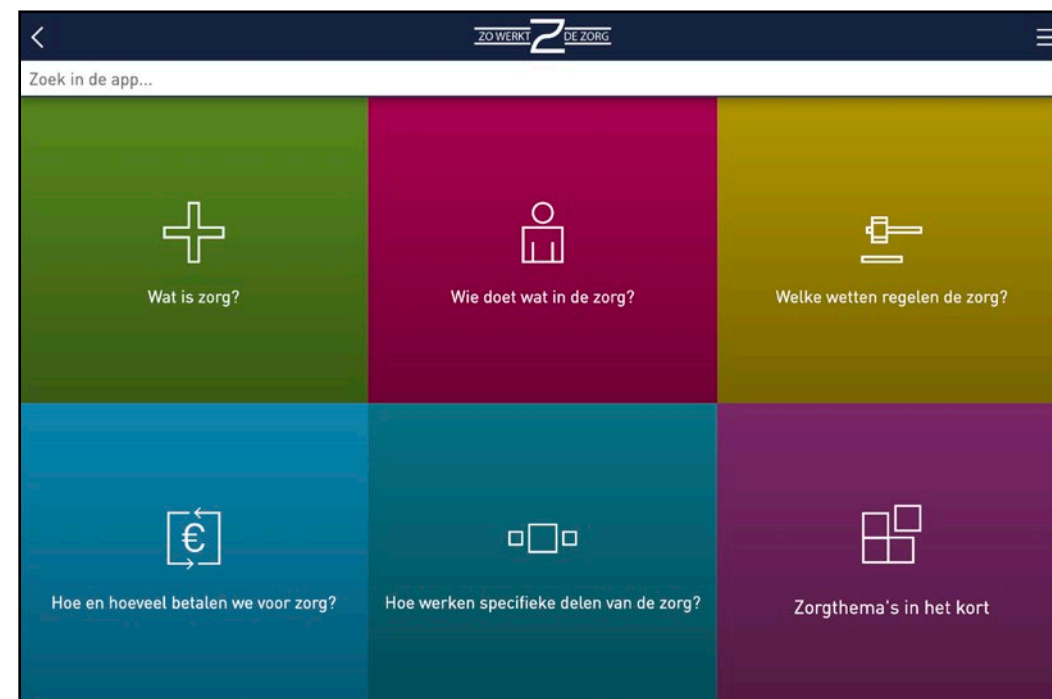 ZO WERKT Z DE ZORG
Zoek in de app...
Wat is zorg?
Wie doet wat in de zorg?
Welke wetten regelen de zorg?
€
Hoe en hoeveel betalen we voor zorg?
Hoe werken specifieke delen van de zorg?
Zorgthema's in het kort